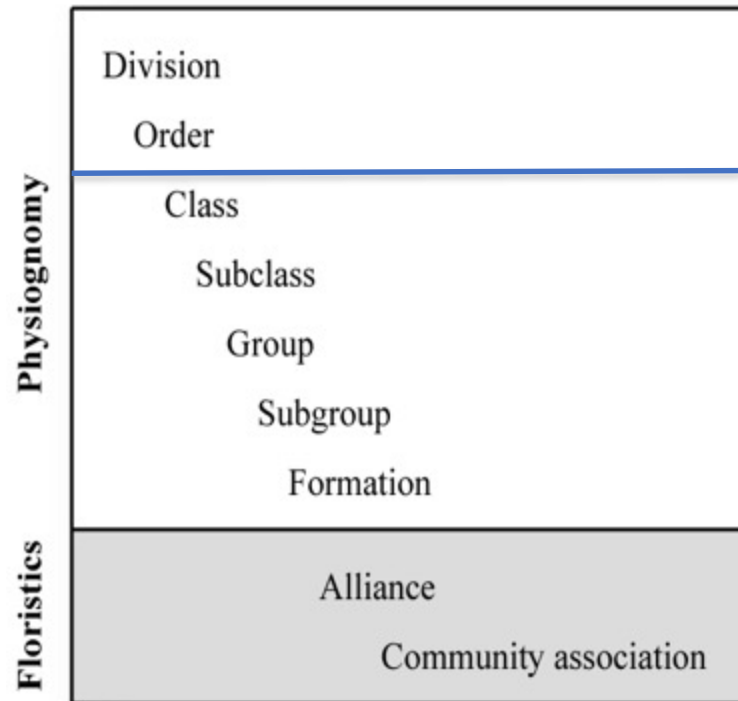 Physiognomy
Division
Order
Class
Subclass
Group
Subgroup
Formation
Floristics
Alliance
Community association